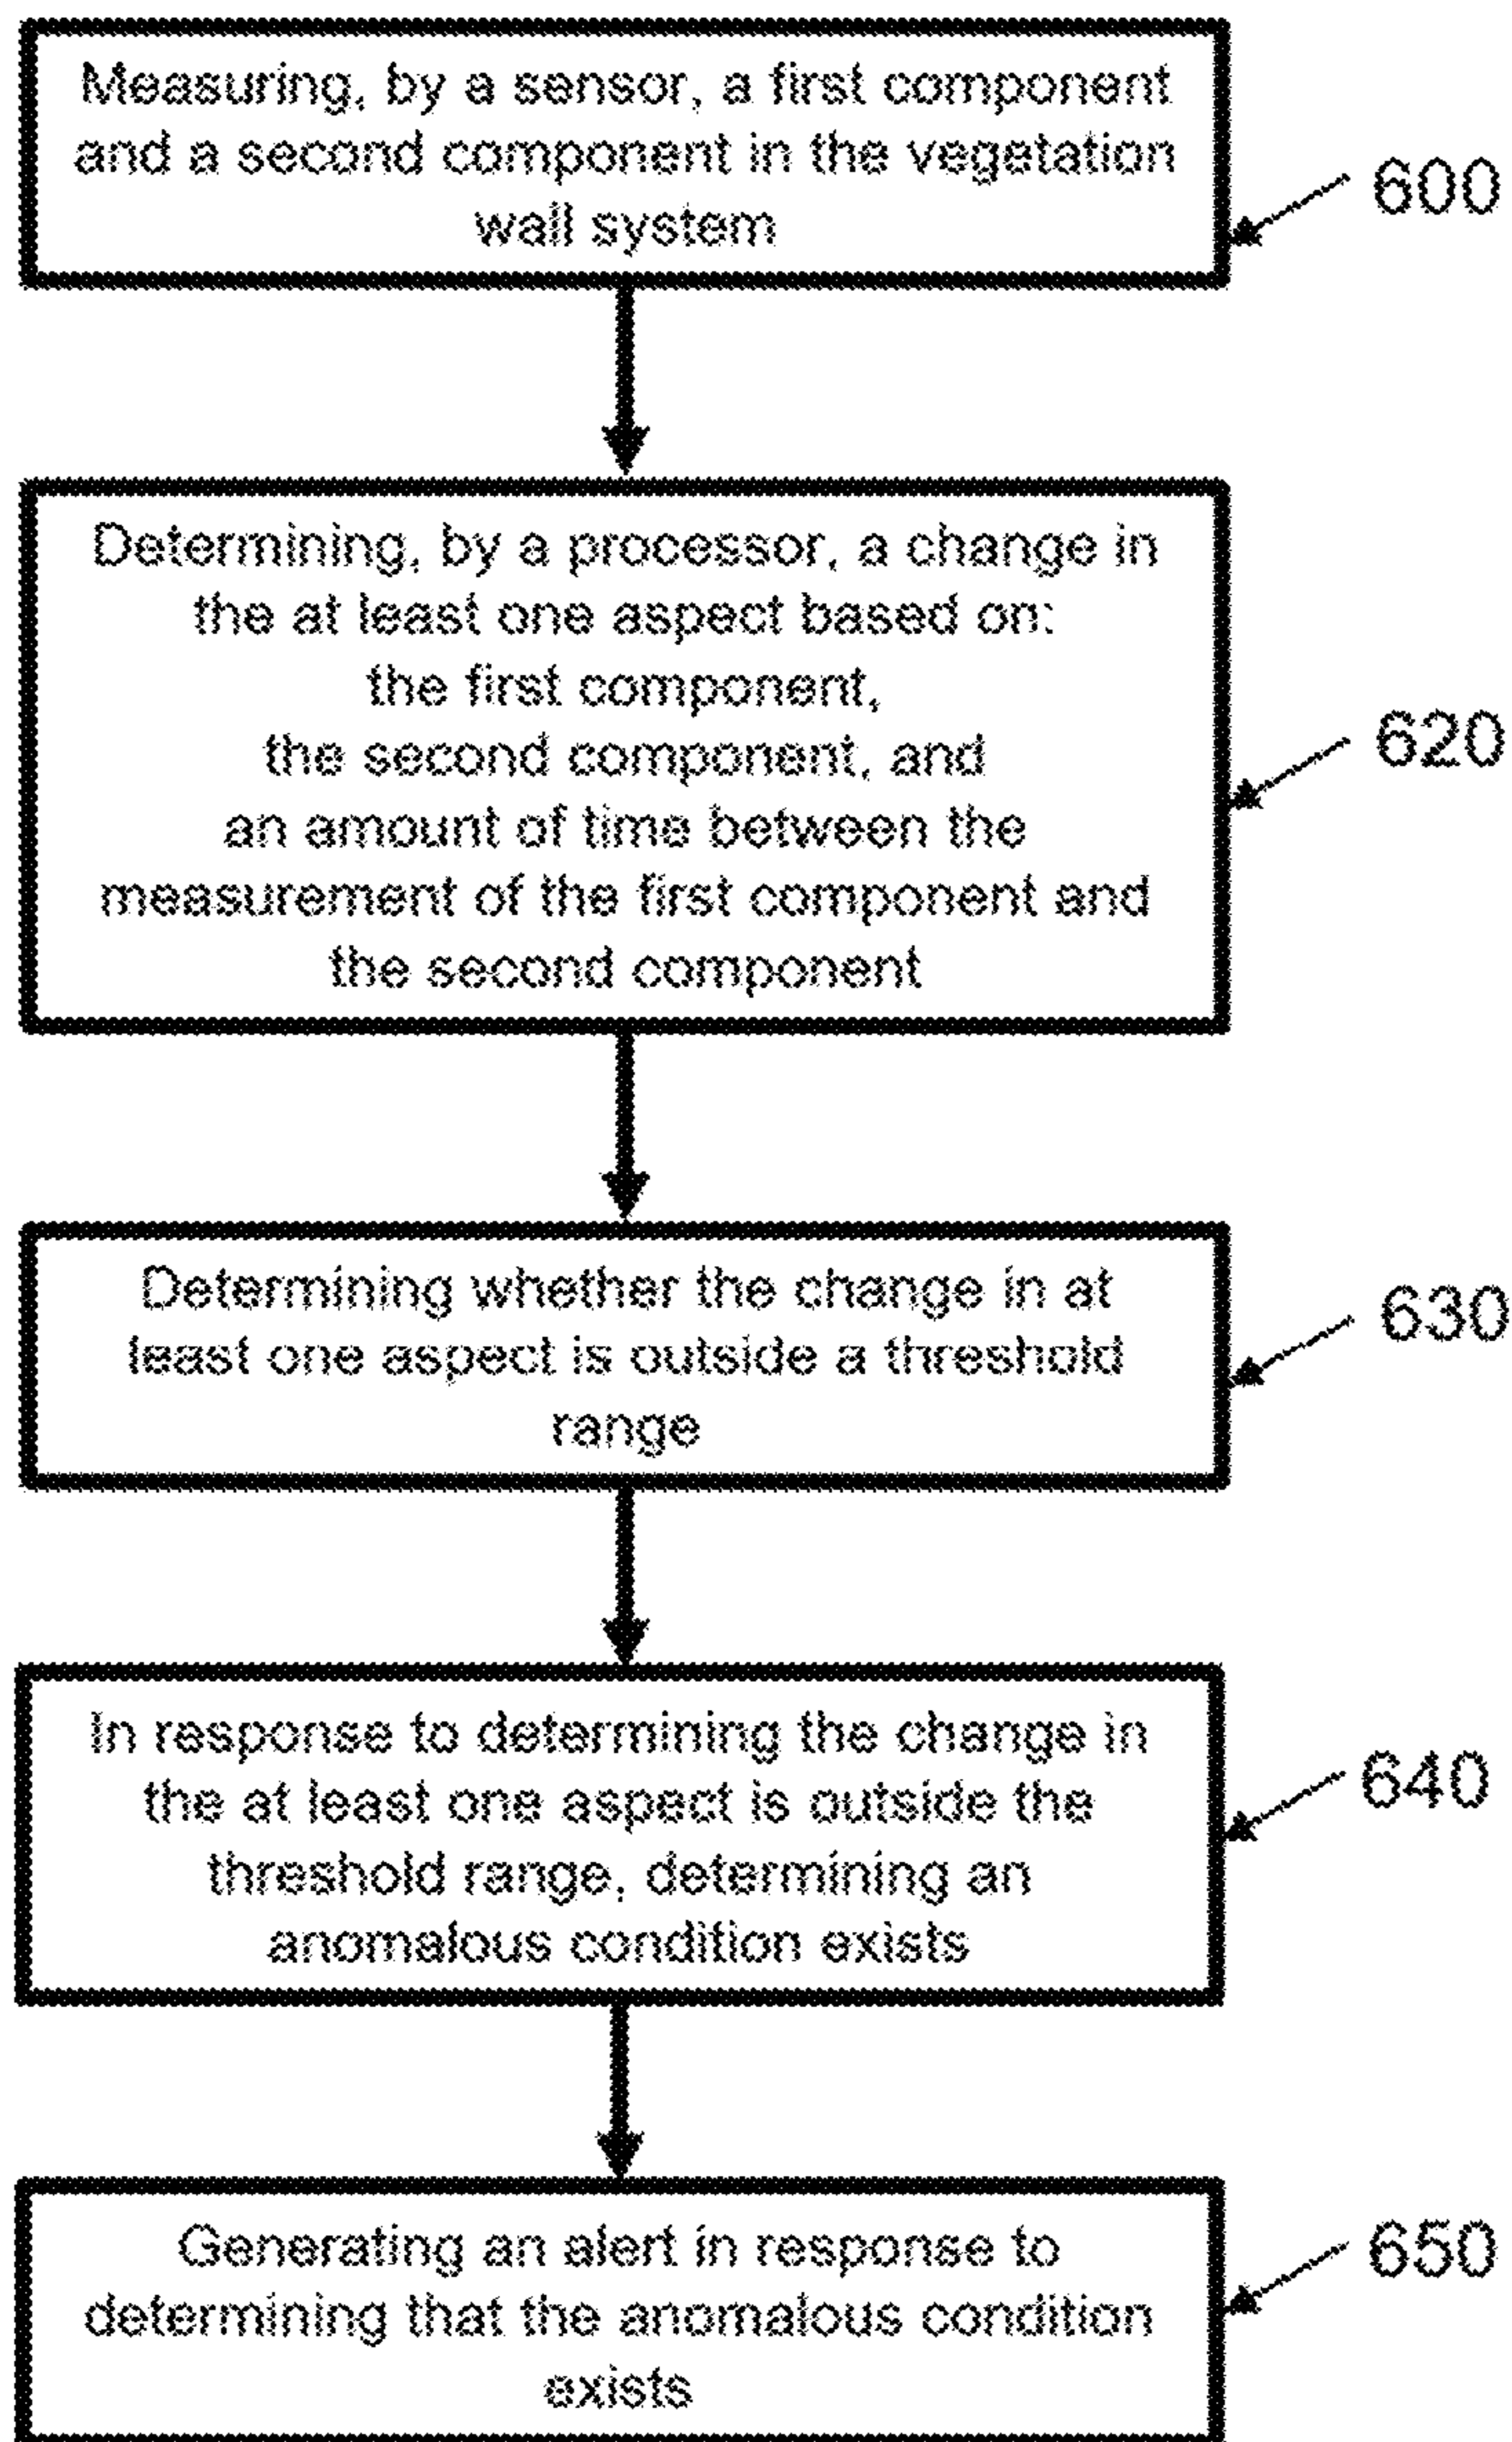 Measuring, by a sensor, a first component
and a second component in the vegetation
wall system
600
Determining, by a processor, a change in
the at least one aspect based on:
the first component,
the second component, and
an amount of time between the
measurement of the first component and
the second component
620
Determining whether the change in at
least one aspect is outside a threshold
range
630
In response to determining the change in
the at least one aspect is outside the
threshold range, determining an
anomalous condition exists
640
Generating an alert in response to
determining that the anomalous condition
exists
650